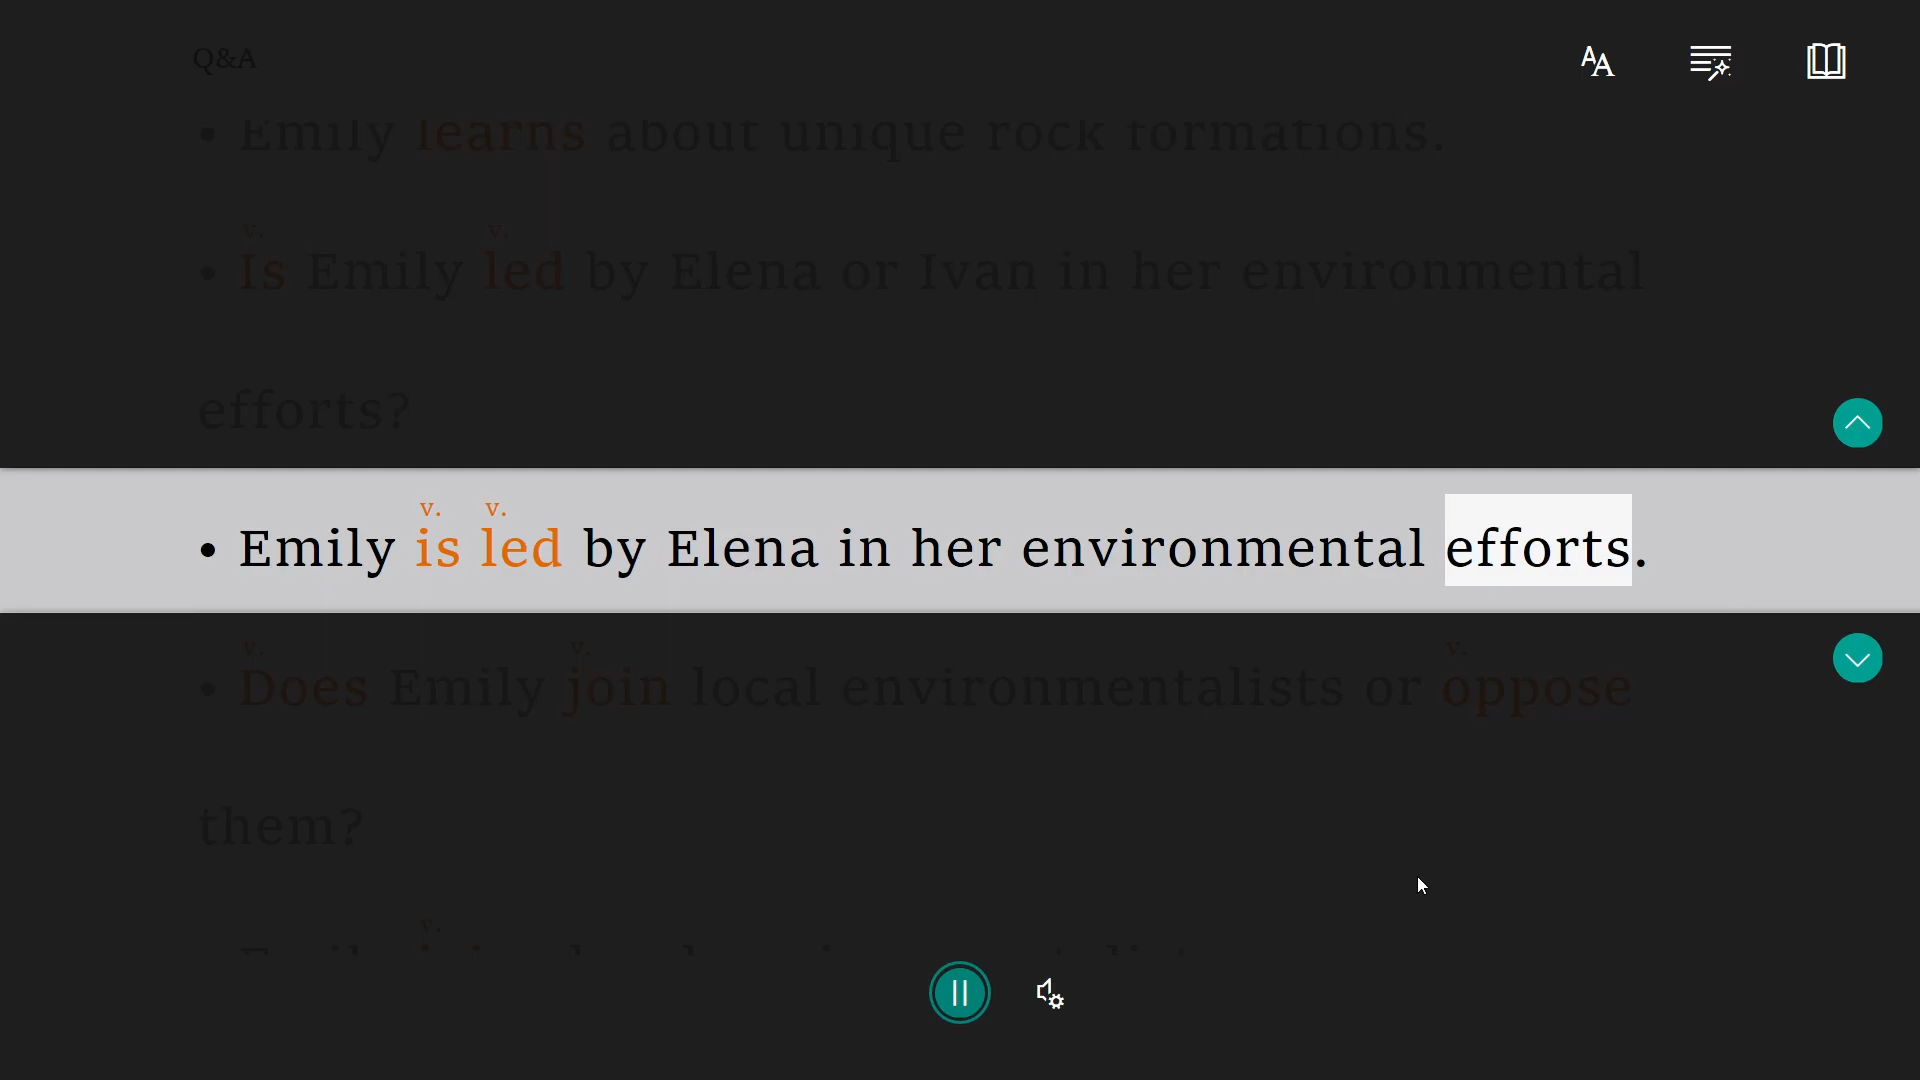 Q&A
• Emily learns about unique rock formations.
v. v.
• Is Emily led by Elena or Ivan in her environmental
efforts?
v. v.
• Emily is led by Elena in her environmental efforts.
v. v. v.
• Does Emily join local environmentalists or oppose
them?
v.